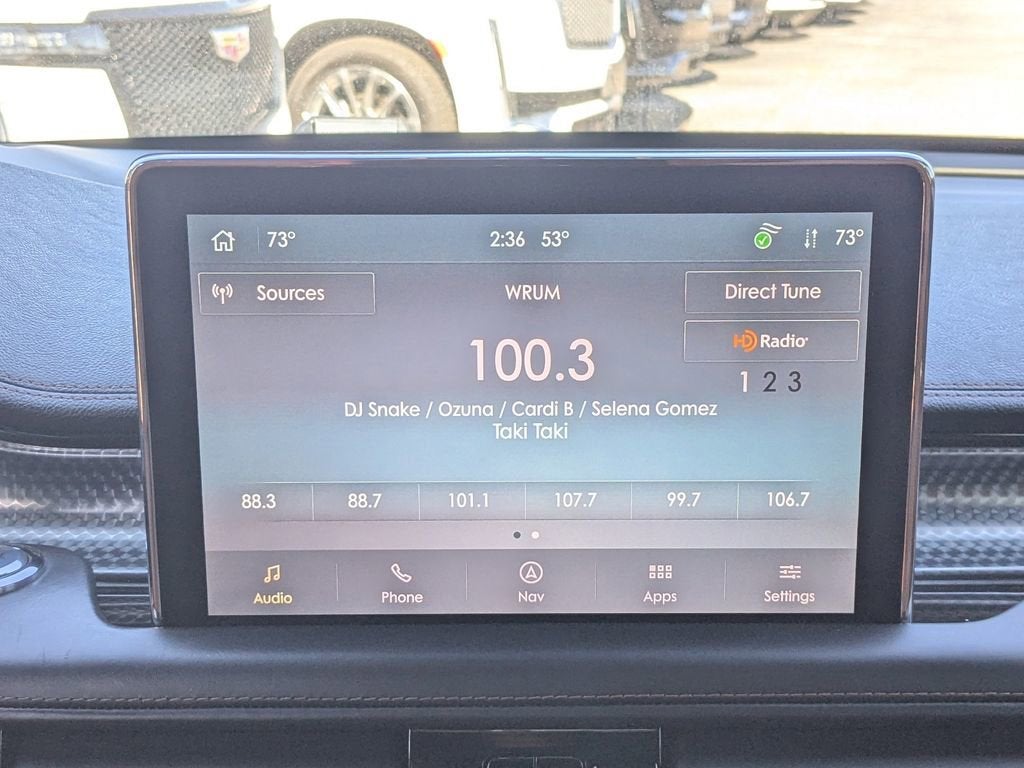 73° 2:36 53° 73°
Sources WRUM Direct Tune
100.3
HD Radio
1 2 3
DJ Snake / Ozuna / Cardi B / Selena Gomez
Taki Taki
88.3 88.7 101.1 107.7 99.7 106.7
Audio Phone Nav Apps Settings